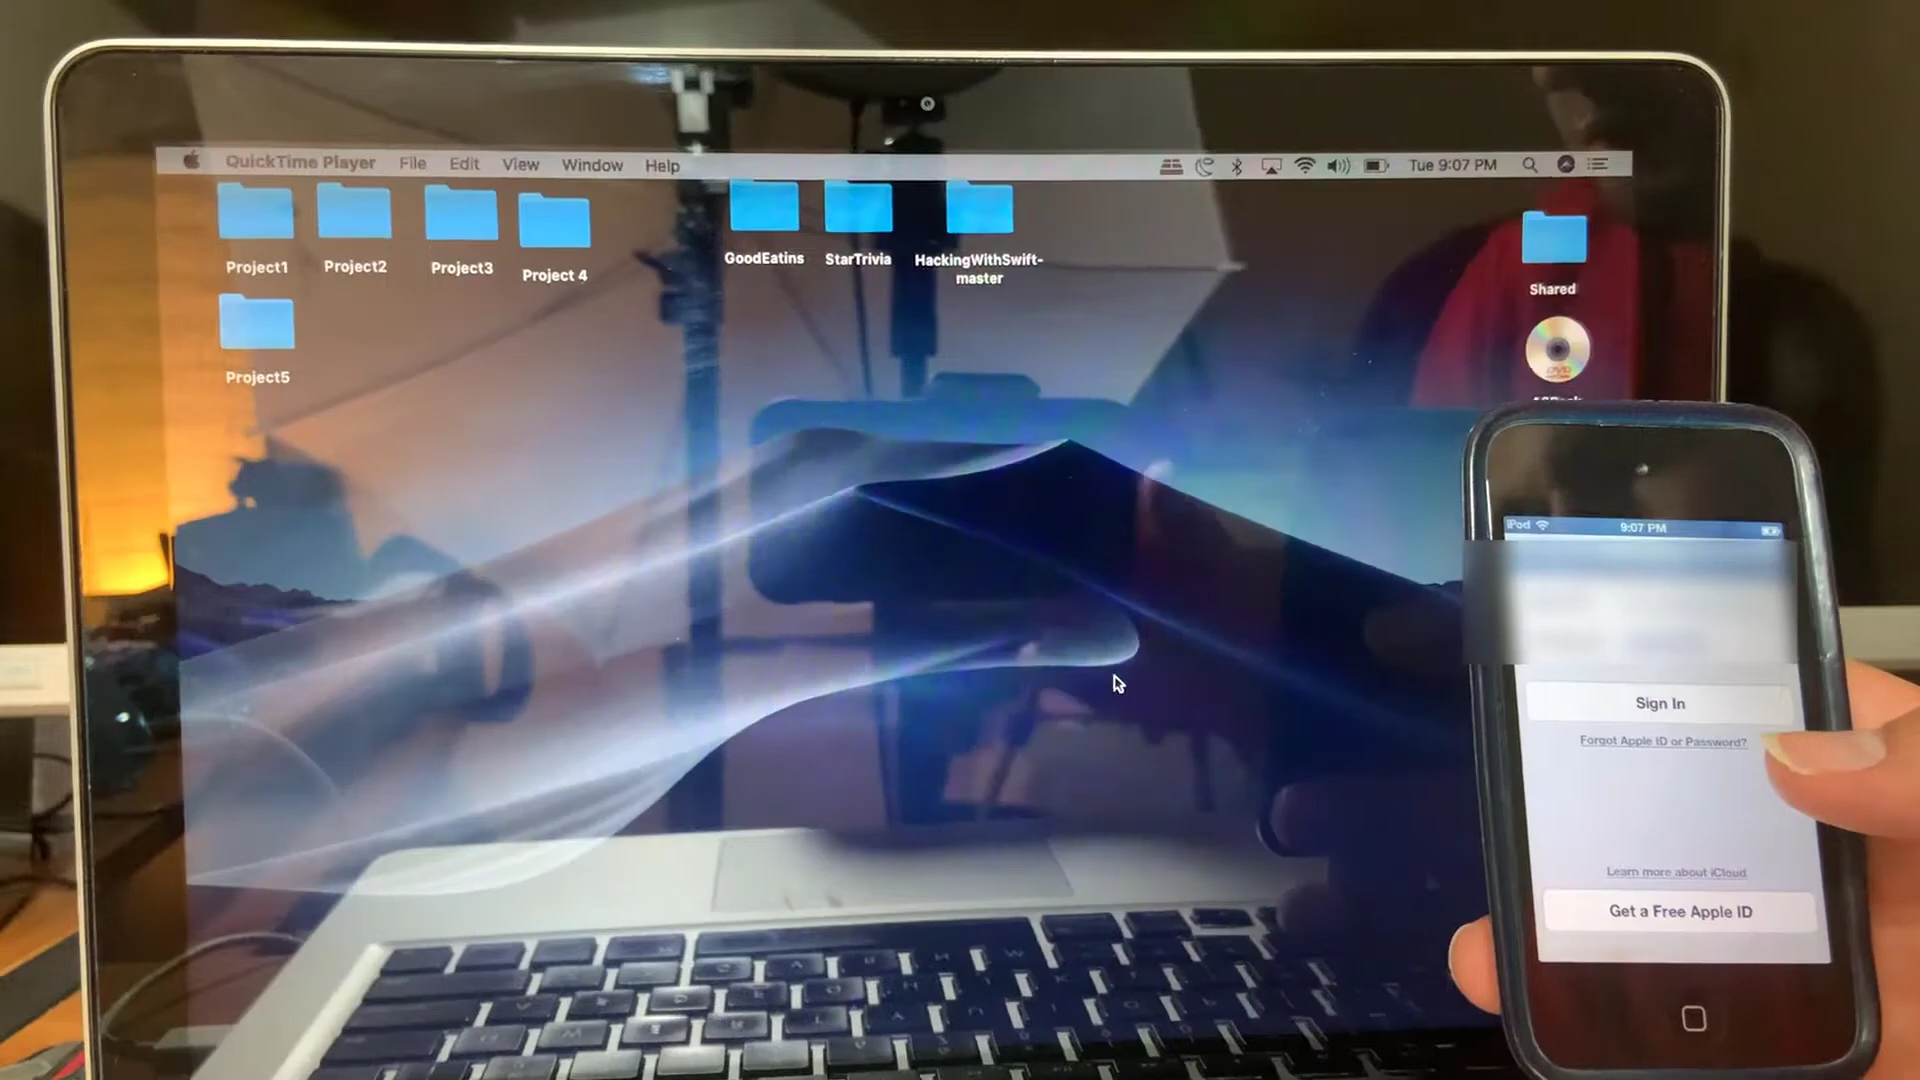 QuickTime Player File Edit View Window Help Tue 9:07 PM
Project1 Project2 Project3 Project 4 GoodEatins StarTrivia HackingWithSwift-
master
Shared
Project5
DVD
iPod 9:07 PM
Sign In
Forgot Apple ID or Password?
Learn more about iCloud
Get a Free Apple ID